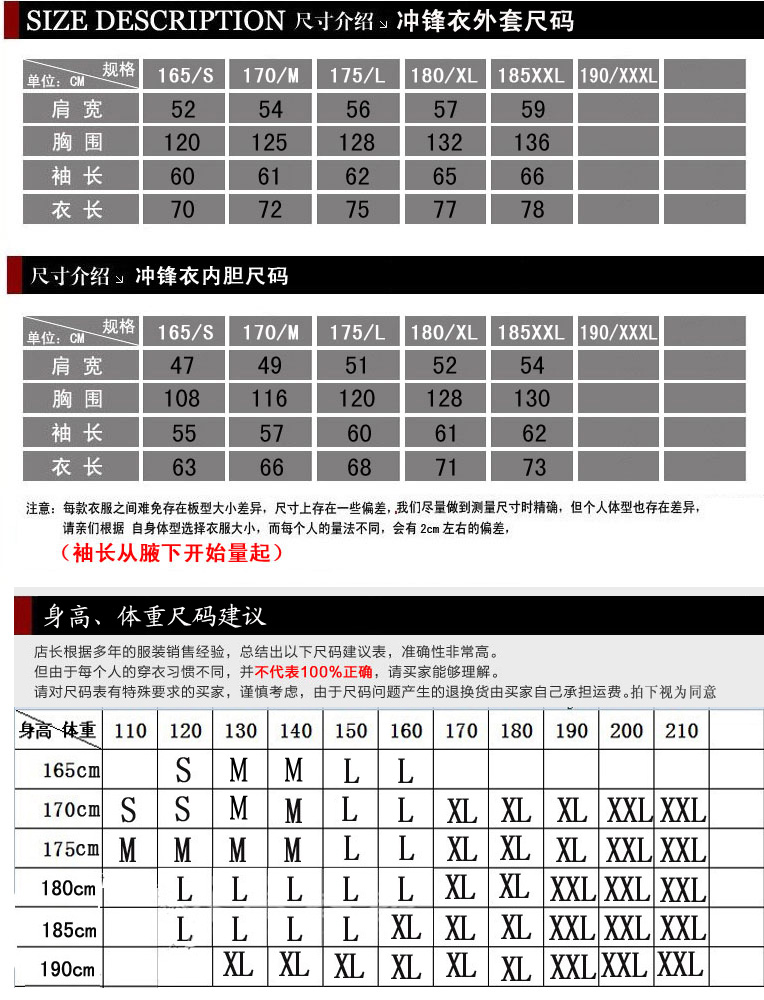 SIZE DESCRIPTION 尺寸介绍↘ 冲锋衣外套尺码
规格 单位：CM 165/S 170/M 175/L 180/XL 185XXL 190/XXXL
肩 宽 52 54 56 57 59
胸 围 120 125 128 132 136
袖 长 60 61 62 65 66
衣 长 70 72 75 77 78
尺寸介绍↘ 冲锋衣内胆尺码
规格 单位：CM 165/S 170/M 175/L 180/XL 185XXL 190/XXXL
肩 宽 47 49 51 52 54
胸 围 108 116 120 128 130
袖 长 55 57 60 61 62
衣 长 63 66 68 71 73
注意：每款衣服之间难免存在板型大小差异，尺寸上存在一些偏差，我们尽量做到测量尺寸时精确，但个人体型也存在差异，
请亲们根据 自身体型选择衣服大小，而每个人的量法不同，会有2cm左右的偏差，
（袖长从腋下开始量起）
身高、体重尺码建议
店长根据多年的服装销售经验，总结出以下尺码建议表，准确性非常高。
但由于每个人的穿衣习惯不同，并不代表100%正确，请买家能够理解。
请对尺码表有特殊要求的买家，谨慎考虑，由于尺码问题产生的退换货由买家自己承担运费。拍下视为同意
身高 体重 110 120 130 140 150 160 170 180 190 200 210
165cm S M M L L
170cm S S M M L L XL XL XL XXL XXL
175cm M M M M L L XL XL XL XXL XXL
180cm L L L L L XL XL XXL XXL XXL
185cm L L L L XL XL XL XXL XXL XXL
190cm XL XL XL XL XL XL XXL XXL XXL